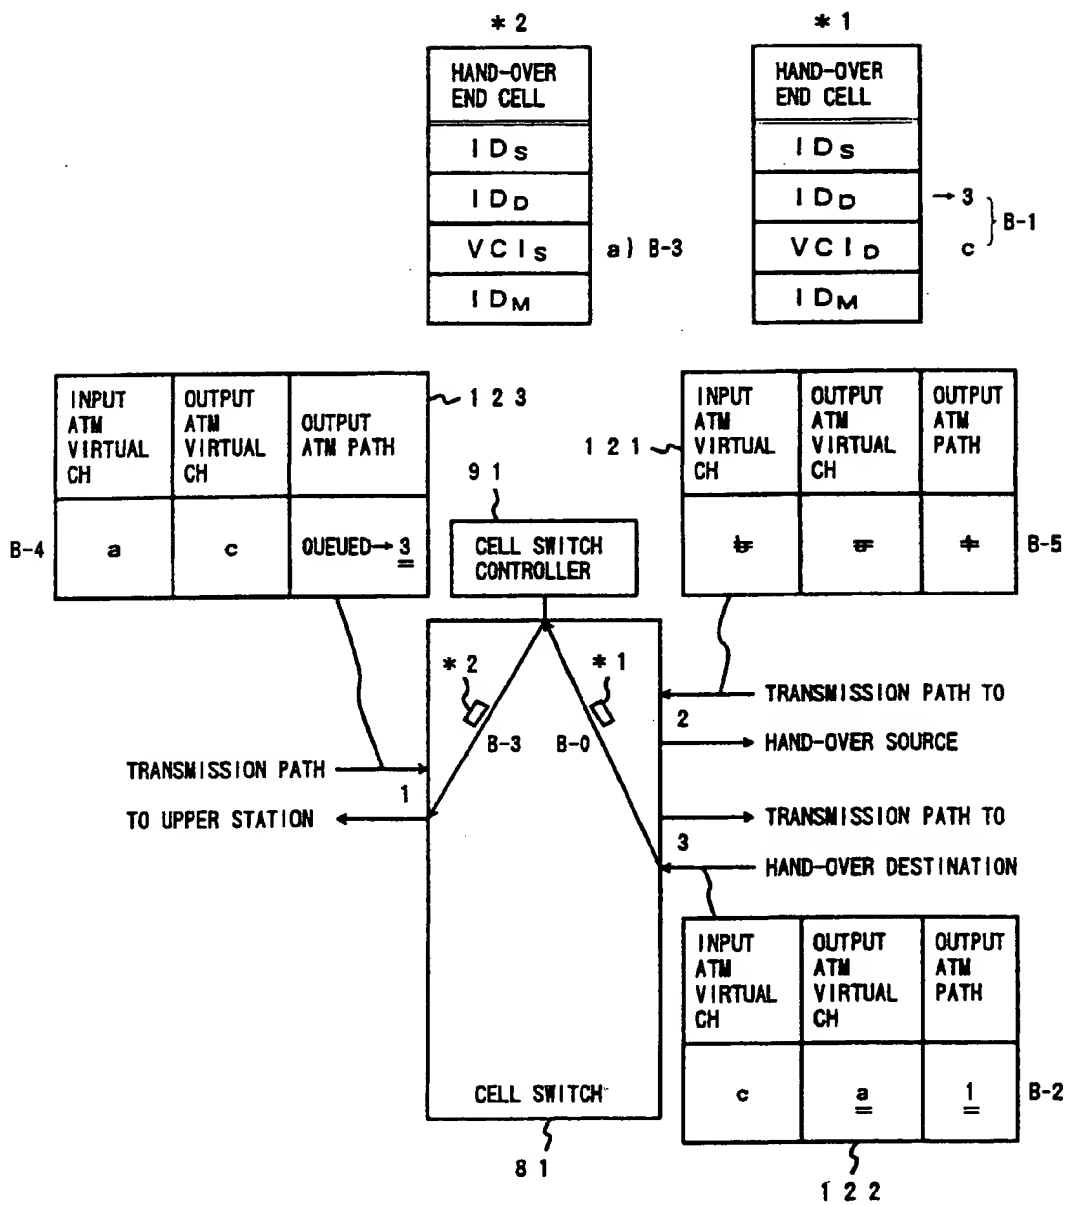 *2
HAND-OVER
END CELL
IDS
IDD
VCIS
a) B-3
IDM
*1
HAND-OVER
END CELL
IDS
IDD
→3
VCID
c
B-1
IDM
INPUT
ATM
VIRTUAL
CH
OUTPUT
ATM
VIRTUAL
CH
OUTPUT
ATM PATH
B-4
a
c
QUEUED→3
123
91
CELL SWITCH
CONTROLLER
121
INPUT
ATM
VIRTUAL
CH
OUTPUT
ATM
VIRTUAL
CH
OUTPUT
ATM
PATH
b
B-5
*2
*1
B-3
B-0
TRANSMISSION PATH
1
TO UPPER STATION
TRANSMISSION PATH TO
2
HAND-OVER SOURCE
TRANSMISSION PATH TO
3
HAND-OVER DESTINATION
INPUT
ATM
VIRTUAL
CH
OUTPUT
ATM
VIRTUAL
CH
OUTPUT
ATM
PATH
c
a
1
B-2
122
CELL SWITCH
81